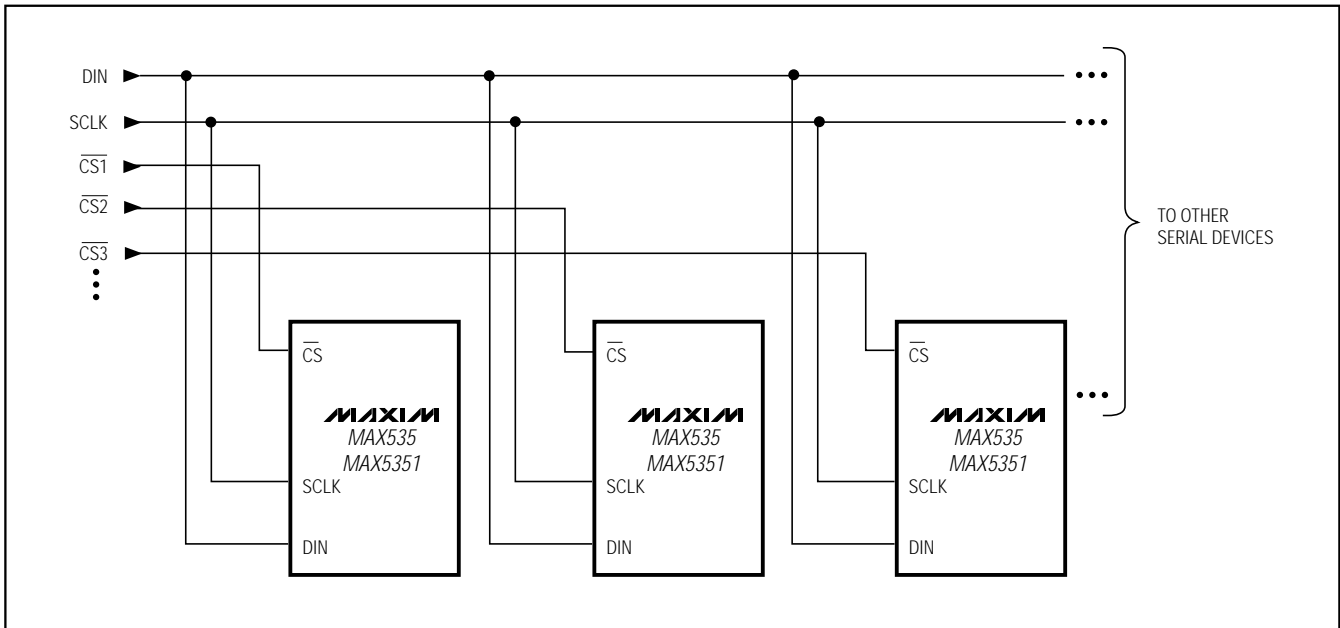 DIN
SCLK
CS1
CS2
CS3
TO OTHER
SERIAL DEVICES
CS
MAXIM
MAX535
MAX5351
SCLK
DIN
CS
MAXIM
MAX535
MAX5351
SCLK
DIN
CS
MAXIM
MAX535
MAX5351
SCLK
DIN